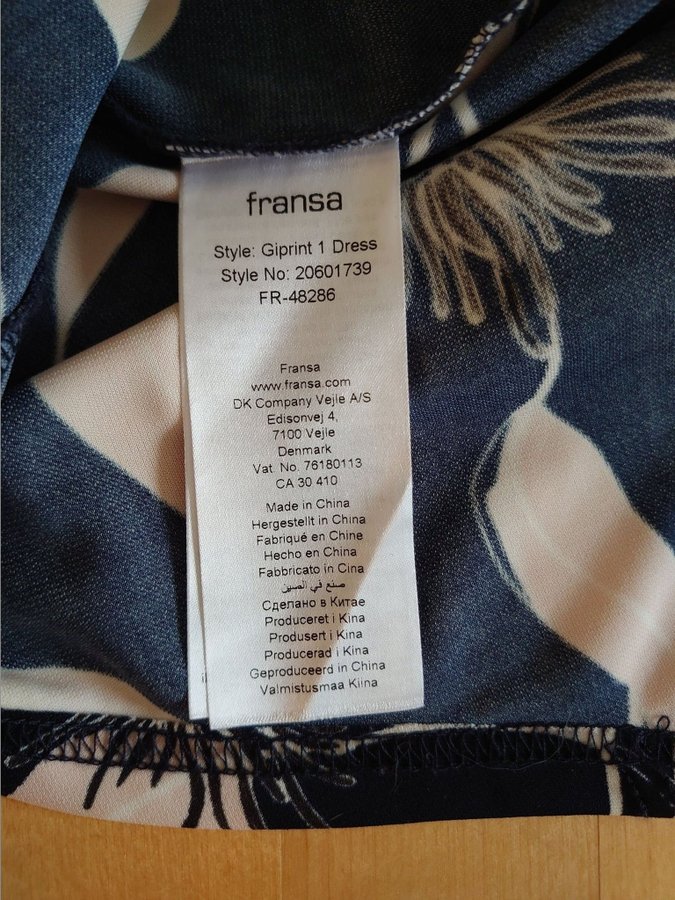 fransa
Style: Giprint 1 Dress
Style No: 20601739
FR-48286
Fransa
www.fransa.com
DK Company Vejle A/S
Edisonvej 4,
7100 Vejle
Denmark
Vat. No. 76180113
CA 30 410
Made in China
Hergestellt in China
Fabriqué en Chine
Hecho en China
Fabbricato in Cina
صنع في الصين
Сделано в Китае
Produceret i Kina
Produsert i Kina
Producerad i Kina
Geproduceerd in China
Valmistusmaa Kiina